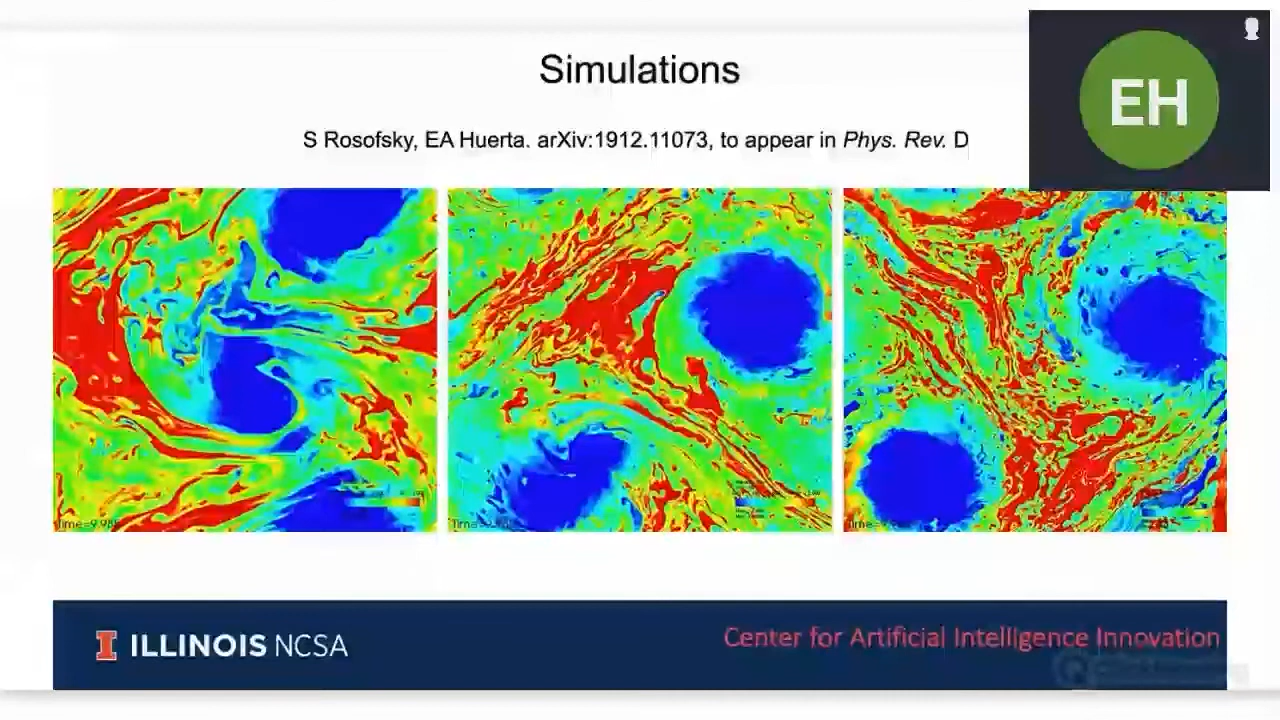 Simulations
EH
S Rosofsky, EA Huerta. arXiv:1912.11073, to appear in Phys. Rev. D
ILLINOIS NCSA
Center for Artificial Intelligence Innovation